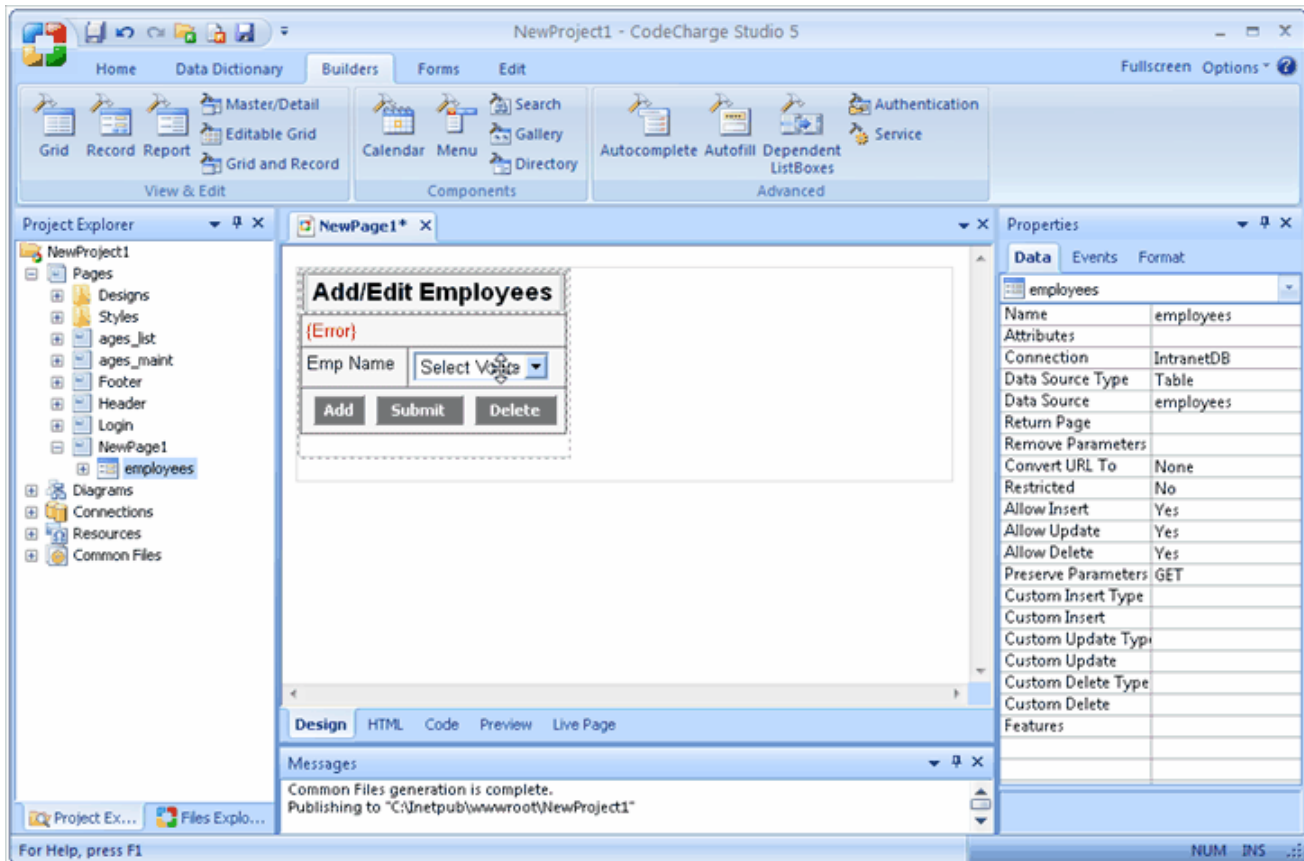 NewProject1 - CodeCharge Studio 5
Home Data Dictionary Builders Forms Edit Fullscreen Options
Grid Record Report Master/Detail Editable Grid Grid and Record
View & Edit
Calendar Menu Search Gallery Directory
Components
Autocomplete Autofill Dependent ListBoxes Authentication Service
Advanced
Project Explorer
NewProject1
Pages
Designs
Styles
ages_list
ages_maint
Footer
Header
Login
NewPage1
employees
Diagrams
Connections
Resources
Common Files
Project Ex... Files Explo...
NewPage1*
Add/Edit Employees
{Error}
Emp Name Select Value
Add Submit Delete
Design HTML Code Preview Live Page
Messages
Common Files generation is complete.
Publishing to "C:\Inetpub\wwwroot\NewProject1"
Properties
Data Events Format
employees
Name employees
Attributes
Connection IntranetDB
Data Source Type Table
Data Source employees
Return Page
Remove Parameters
Convert URL To None
Restricted No
Allow Insert Yes
Allow Update Yes
Allow Delete Yes
Preserve Parameters GET
Custom Insert Type
Custom Insert
Custom Update Typ
Custom Update
Custom Delete Type
Custom Delete
Features
For Help, press F1 NUM INS